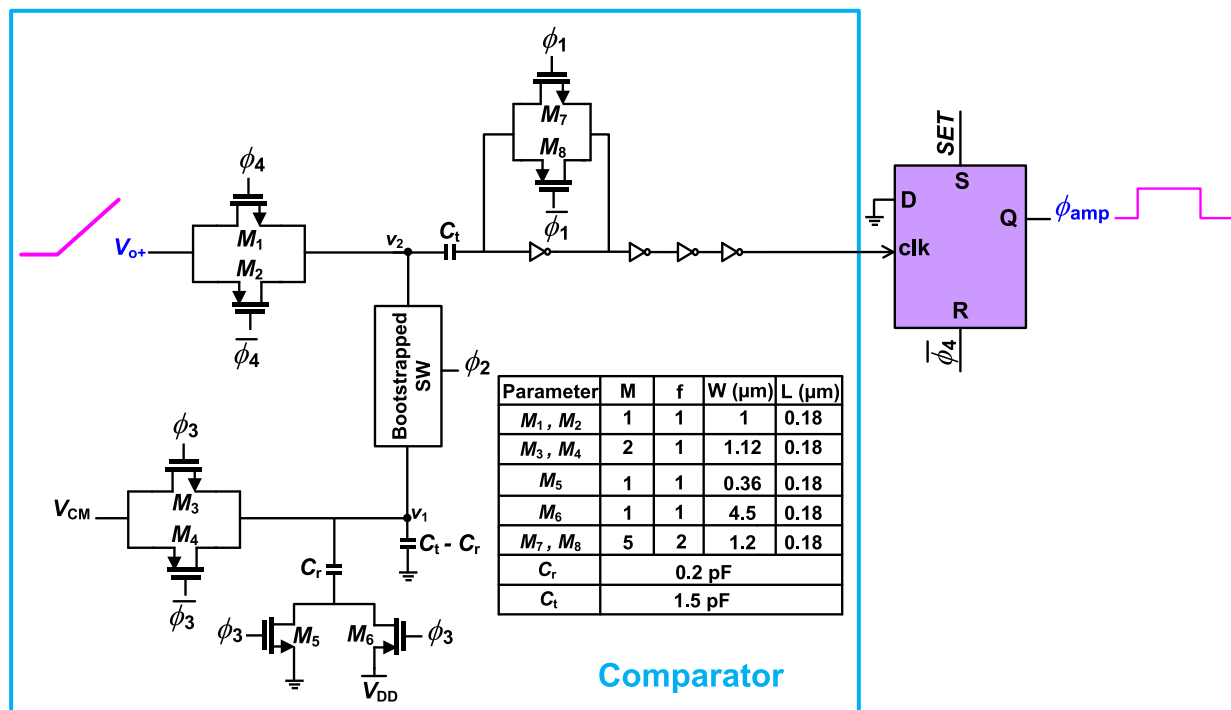 ϕ1
M7
M8
ϕ̅1
ϕ4
M1
M2
ϕ̅4
Vo+
v2
Ct
Bootstrapped SW
ϕ2
ϕ3
VCM
M3
M4
ϕ̅3
v1
Ct - Cr
Cr
ϕ3
M5
M6
ϕ3
VDD
Parameter M f W (µm) L (µm)
M1 , M2 1 1 1 0.18
M3 , M4 2 1 1.12 0.18
M5 1 1 0.36 0.18
M6 1 1 4.5 0.18
M7 , M8 5 2 1.2 0.18
Cr 0.2 pF
Ct 1.5 pF
Comparator
SET
S
D
Q
clk
R
ϕ̅4
ϕamp